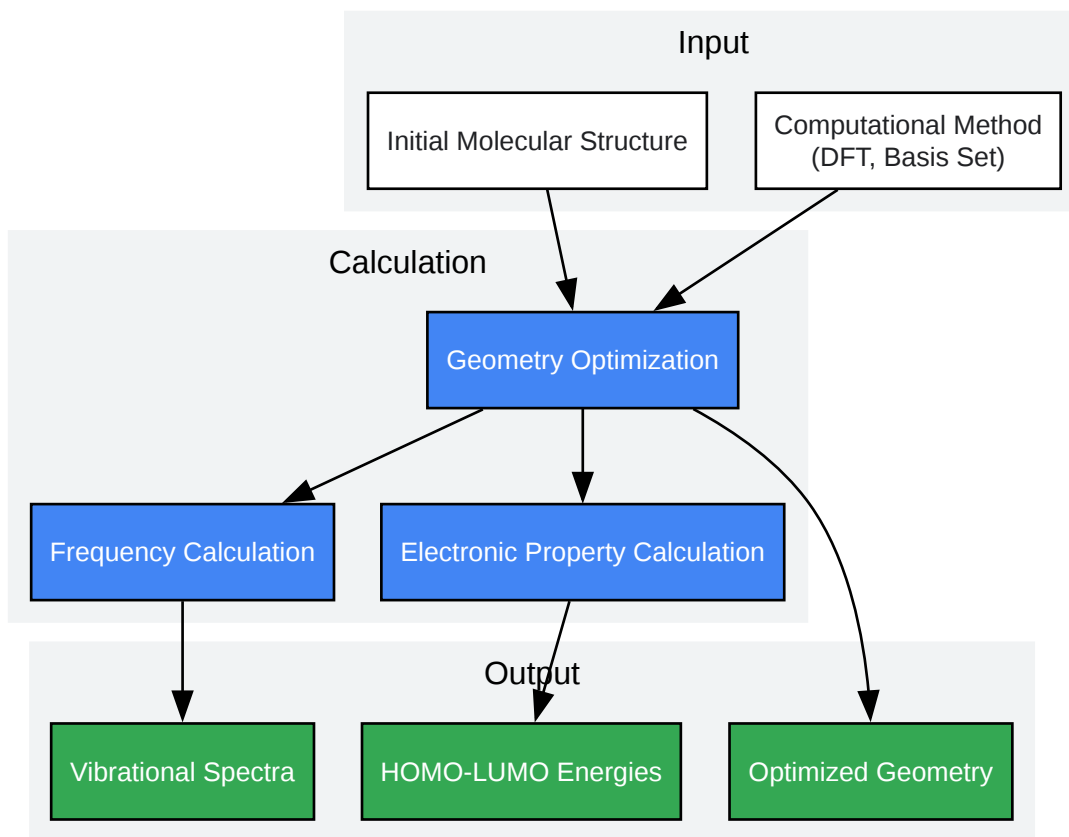 Input
Initial Molecular Structure
Computational Method
(DFT, Basis Set)
Calculation
Geometry Optimization
Frequency Calculation
Electronic Property Calculation
Output
Vibrational Spectra
HOMO-LUMO Energies
Optimized Geometry